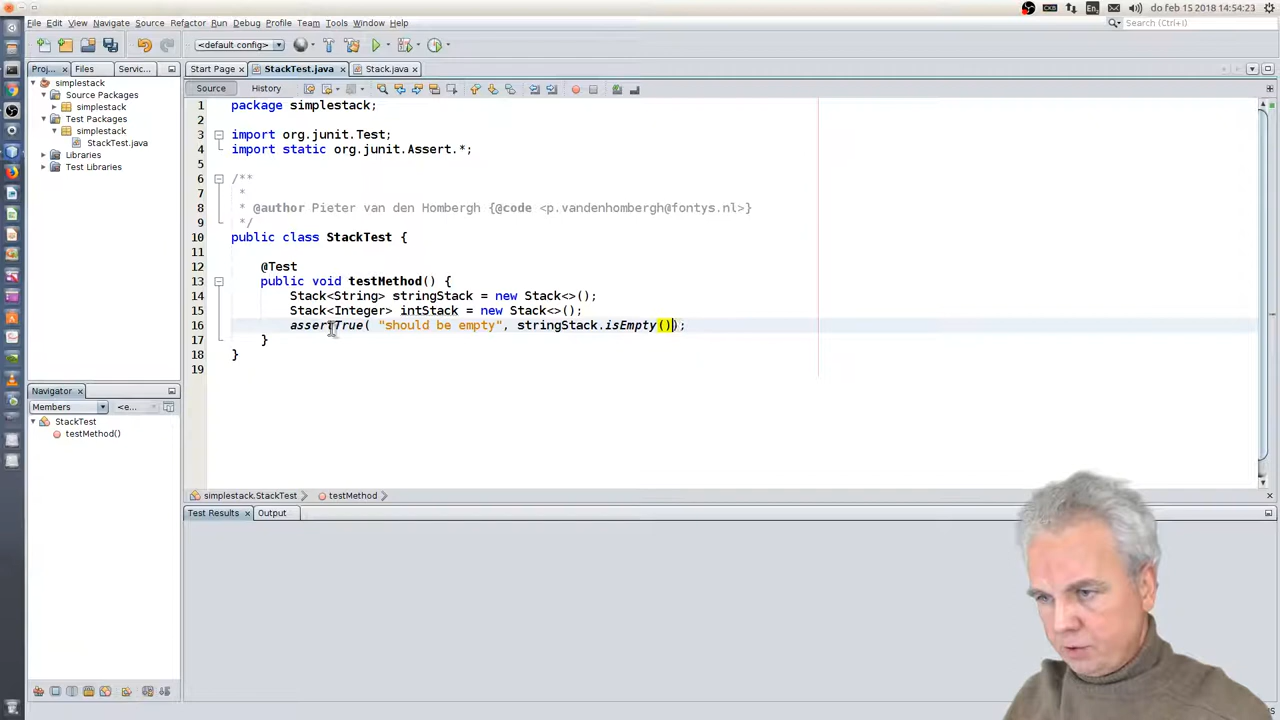 do feb 15 2018 14:54:23
File Edit View Navigate Source Refactor Run Debug Profile Team Tools Window Help
Search (Ctrl+I)
<default config>
Proj... Files Servic...
Start Page StackTest.java Stack.java
Source History
simplestack
Source Packages
simplestack
Test Packages
simplestack
StackTest.java
Libraries
Test Libraries
1 package simplestack;
2
3 import org.junit.Test;
4 import static org.junit.Assert.*;
5
6 /**
7 *
8 * @author Pieter van den Hombergh {@code <p.vandenhombergh@fontys.nl>}
9 */
10 public class StackTest {
11
12 @Test
13 public void testMethod() {
14 Stack<String> stringStack = new Stack<>();
15 Stack<Integer> intStack = new Stack<>();
16 assertTrue( "should be empty", stringStack.isEmpty());
17 }
18 }
19
Navigator
Members <e...
StackTest
testMethod()
simplestack.StackTest testMethod
Test Results Output